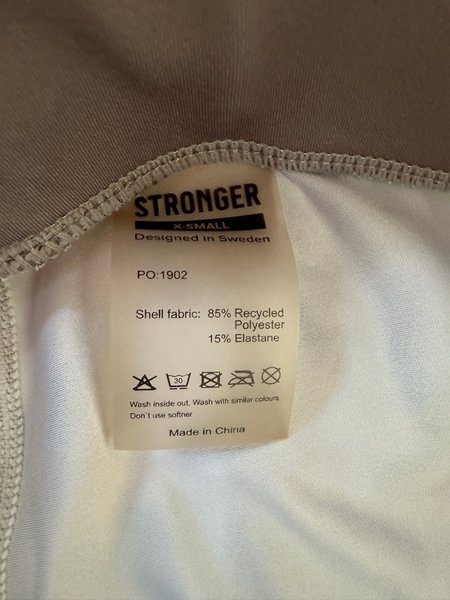 STRONGER
X-SMALL
Designed in Sweden
PO:1902
Shell fabric: 85% Recycled
Polyester
15% Elastane
30
Wash inside out, Wash with similar colours.
Don´t use softner
Made in China